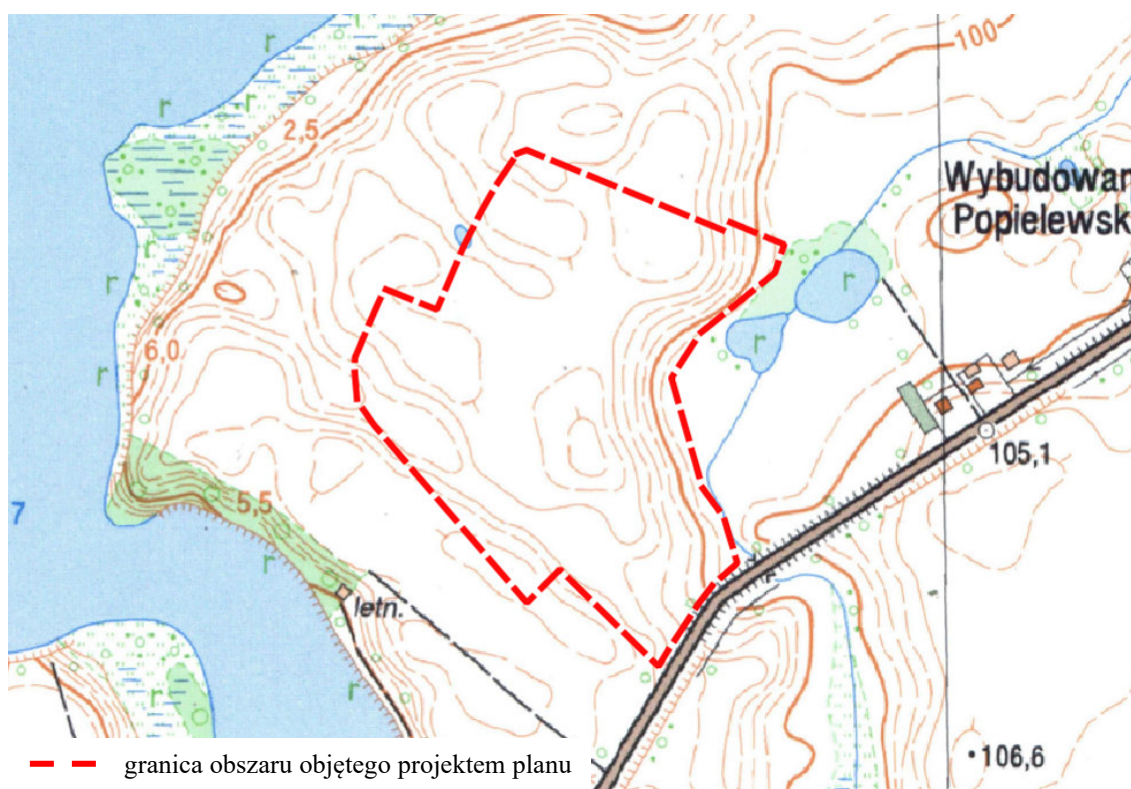 r
100
r
r
2,5
Wybudowar
Popielewsk
r
r
r
r
6,0
r
r
105,1
5,5
7
r
letn.
r
r
r
106,6
granica obszaru objętego projektem planu